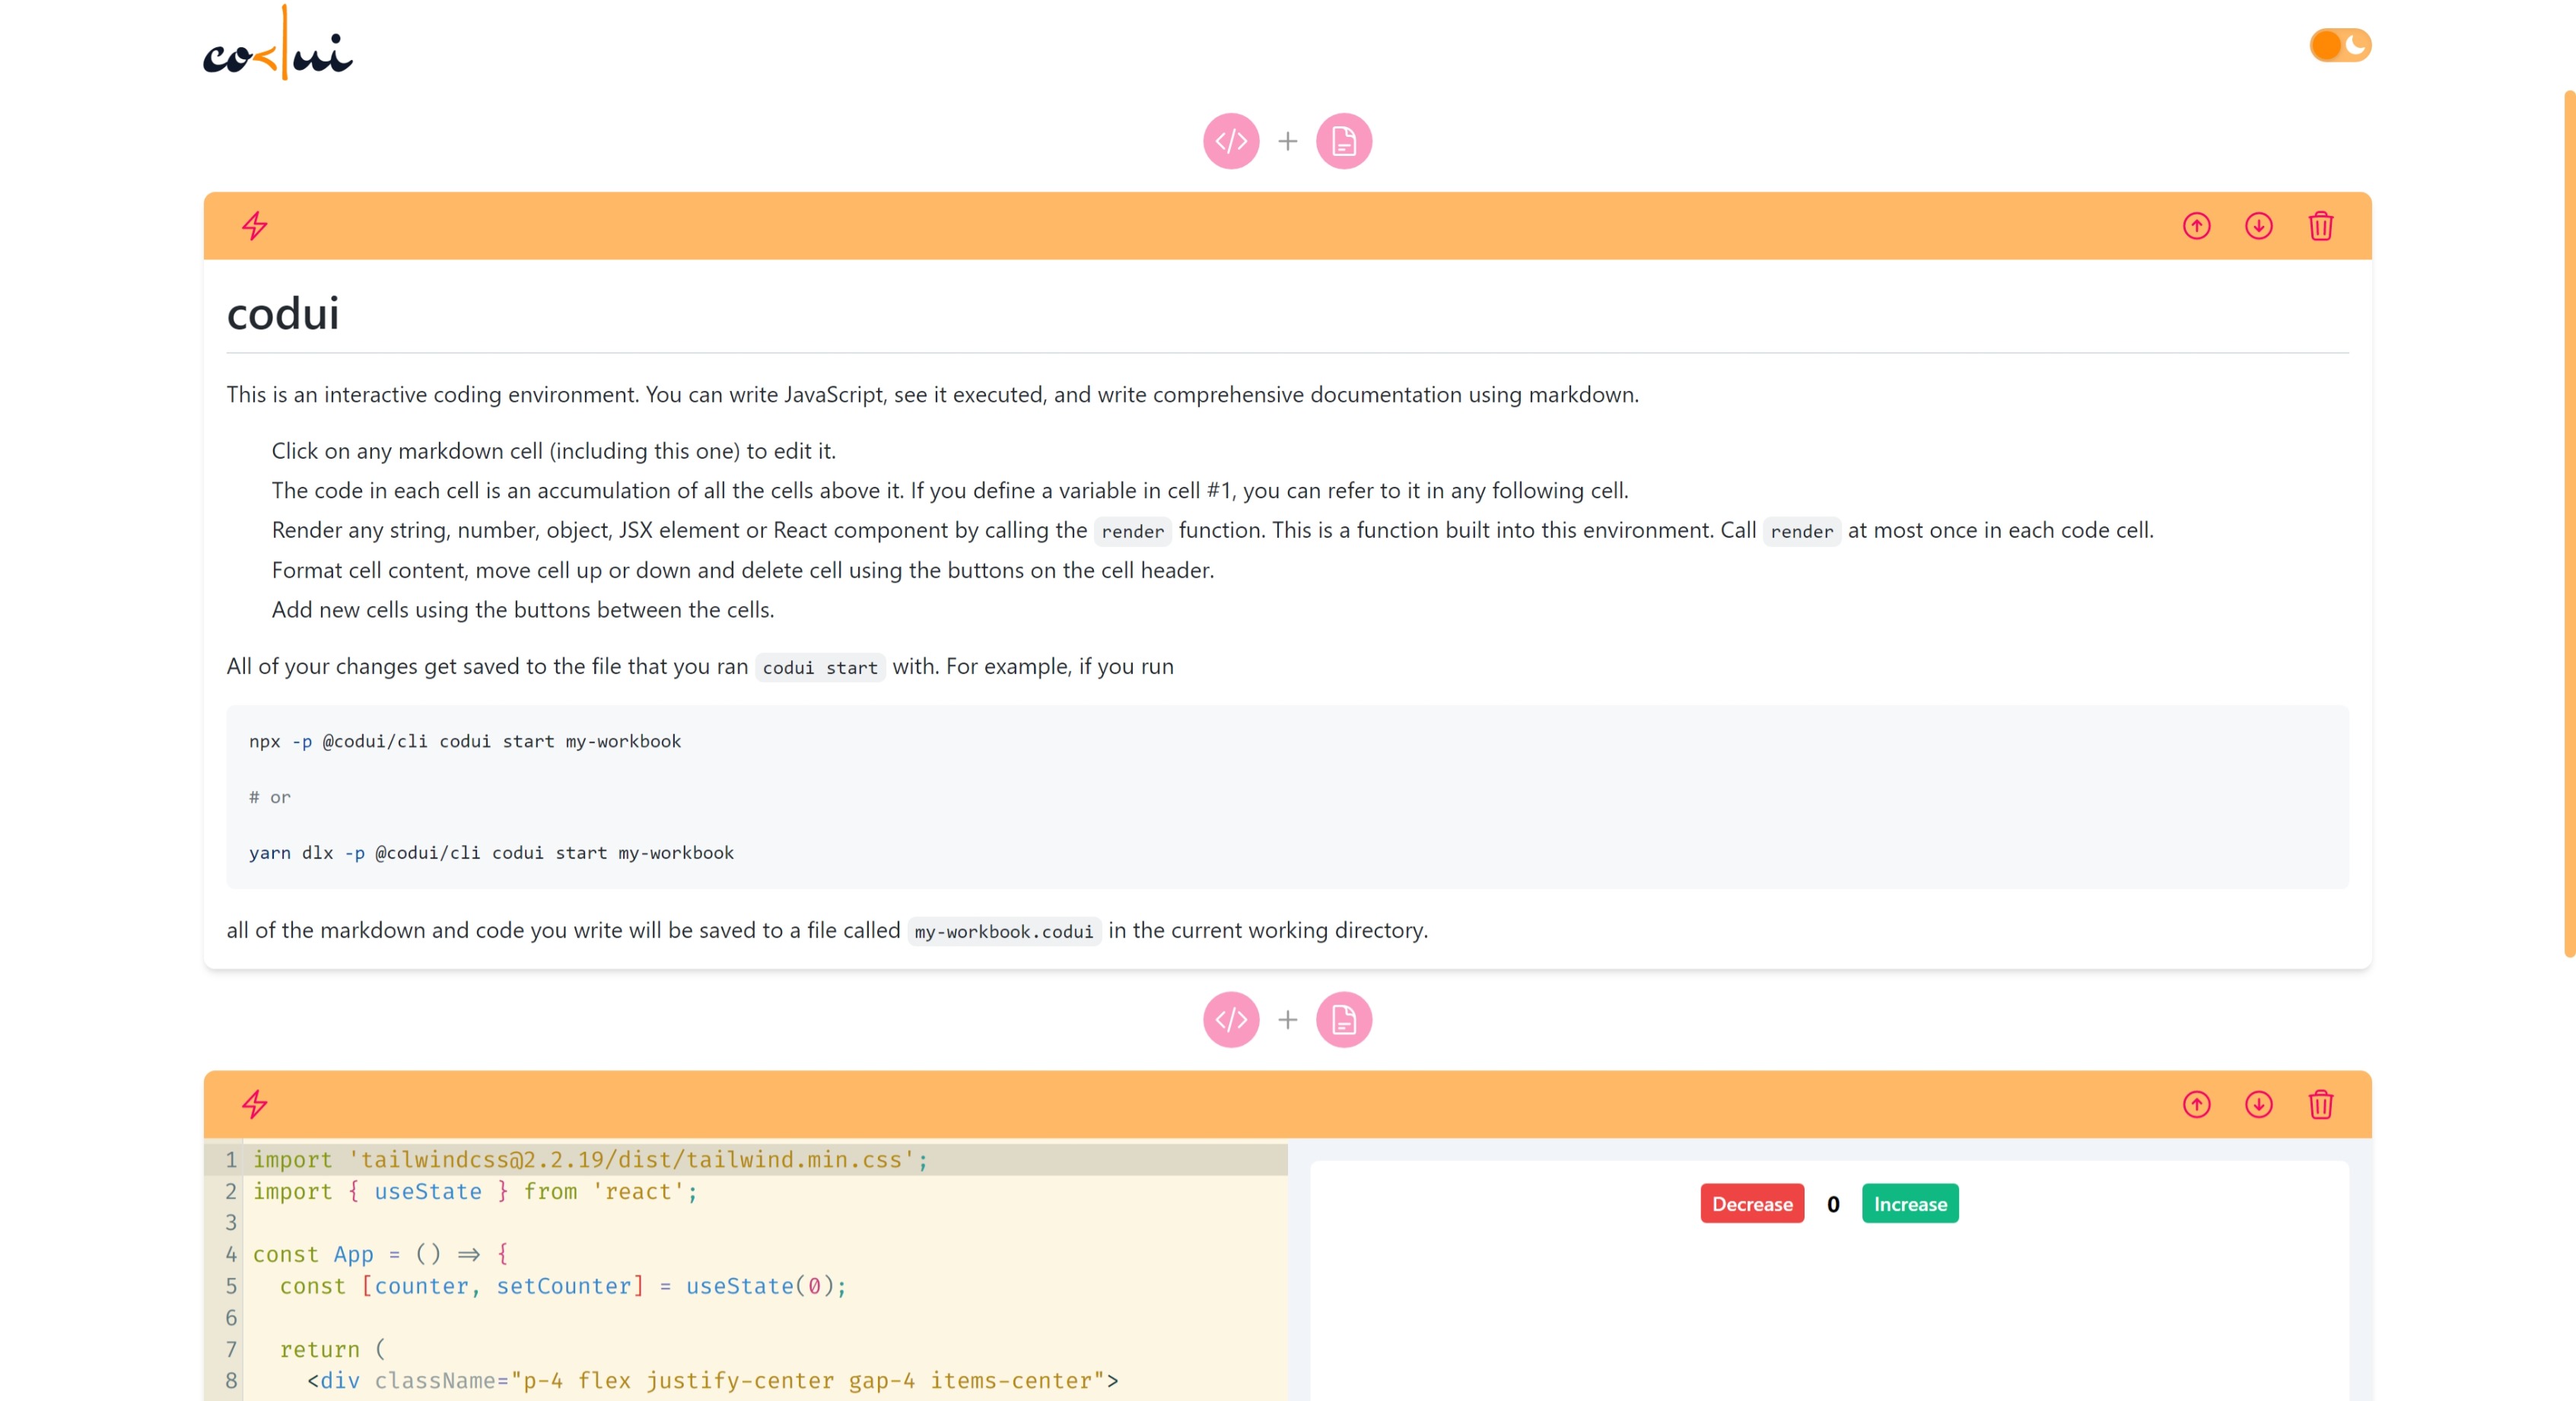 codui
codui
This is an interactive coding environment. You can write JavaScript, see it executed, and write comprehensive documentation using markdown.
Click on any markdown cell (including this one) to edit it.
The code in each cell is an accumulation of all the cells above it. If you define a variable in cell #1, you can refer to it in any following cell.
Render any string, number, object, JSX element or React component by calling the render function. This is a function built into this environment. Call render at most once in each code cell.
Format cell content, move cell up or down and delete cell using the buttons on the cell header.
Add new cells using the buttons between the cells.
All of your changes get saved to the file that you ran codui start with. For example, if you run
npx -p @codui/cli codui start my-workbook
# or
yarn dlx -p @codui/cli codui start my-workbook
all of the markdown and code you write will be saved to a file called my-workbook.codui in the current working directory.
1 import 'tailwindcss@2.2.19/dist/tailwind.min.css';
2 import { useState } from 'react';
3
4 const App = () => {
5   const [counter, setCounter] = useState(0);
6
7   return (
8     <div className="p-4 flex justify-center gap-4 items-center">
Decrease 0 Increase